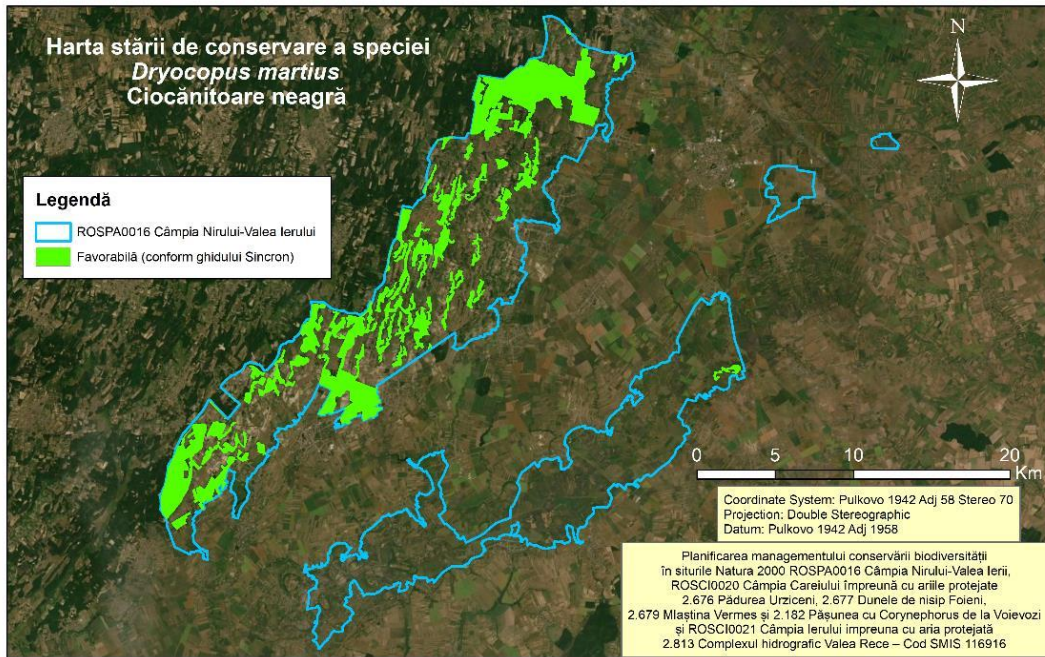 Harta stării de conservare a speciei
Dryocopus martius
Ciocănitoare neagră
N
Legendă
ROSPA0016 Câmpia Nirului-Valea Ierului
Favorabilă (conform ghidului Sincron)
0 5 10 20
Km
Coordinate System: Pulkovo 1942 Adj 58 Stereo 70
Projection: Double Stereographic
Datum: Pulkovo 1942 Adj 1958
Planificarea managementului conservării biodiversității
în siturile Natura 2000 ROSPA0016 Câmpia Nirului-Valea Ierii,
ROSCI0020 Câmpia Careiului împreună cu ariile protejate
2.676 Pădurea Urziceni, 2.677 Dunele de nisip Foieni,
2.679 Mlaștina Vermes și 2.182 Pășunea cu Corynephorus de la Voievozi
și ROSCI0021 Câmpia Ierului impreuna cu aria protejată
2.813 Complexul hidrografic Valea Rece – Cod SMIS 116916